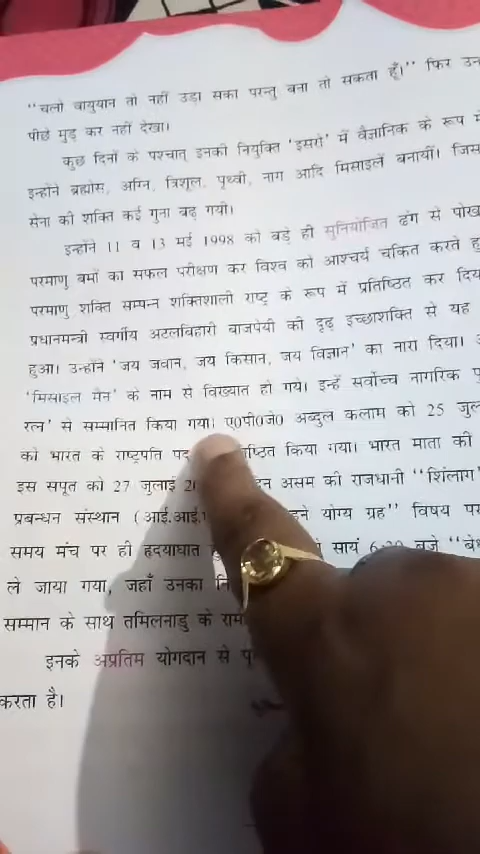 "चलो वायुयान तो नहीं उड़ा सका परन्तु बना तो सकता हूँ।" फिर उन
पीछे मुड़ कर नहीं देखा।
कुछ दिनों के पश्चात् इनकी नियुक्ति 'इसरो' में वैज्ञानिक के रूप में
इन्होंने ब्रह्मोस, अग्नि, त्रिशूल, पृथ्वी, नाग आदि मिसाइलें बनायीं। जिस
सेना की शक्ति कई गुना बढ़ गयी।
इन्होंने 11 व 13 मई 1998 को बड़े ही सुनियोजित ढंग से पोख
परमाणु बमों का सफल परीक्षण कर विश्व को आश्चर्य चकित करते हु
परमाणु शक्ति सम्पन्न शक्तिशाली राष्ट्र के रूप में प्रतिष्ठित कर दिय
प्रधानमन्त्री स्वर्गीय अटलबिहारी बाजपेयी की दृढ़ इच्छाशक्ति से यह
हुआ। उन्होंने 'जय जवान, जय किसान, जय विज्ञान' का नारा दिया।
'मिसाइल मैन' के नाम से विख्यात हो गये। इन्हें सर्वोच्च नागरिक पु
रत्न' से सम्मानित किया गया। ए0पी0जे0 अब्दुल कलाम को 25 जुल
को भारत के राष्ट्रपति पद ष्ठित किया गया। भारत माता की
इस सपूत को 27 जुलाई असम की राजधानी "शिंलाग"
प्रबन्धन संस्थान (आई.आई. योग्य ग्रह" विषय पर
समय मंच पर ही हृदयाघात सायं 6:30 बजे "बे
ले जाया गया, जहाँ उनका
सम्मान के साथ तमिलनाडु के
इनके अप्रतिम योगदान से
करता है।